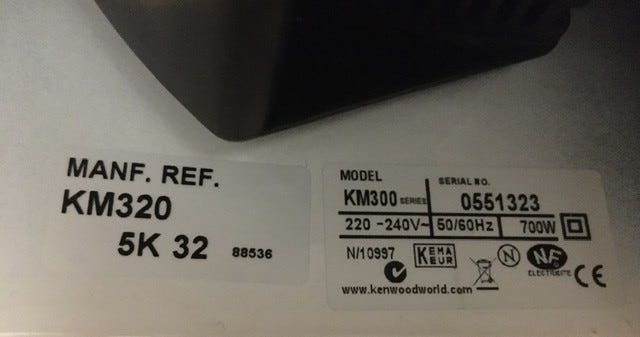 MANF. REF.
KM320
5K 32 88536
MODEL
KM300 SERIES
SERIAL NO.
0551323
220 -240V~ 50/60Hz 700W
N/10997 KEMA
KEUR
N
NF
ELECTRICITE
CE
www.kenwoodworld.com